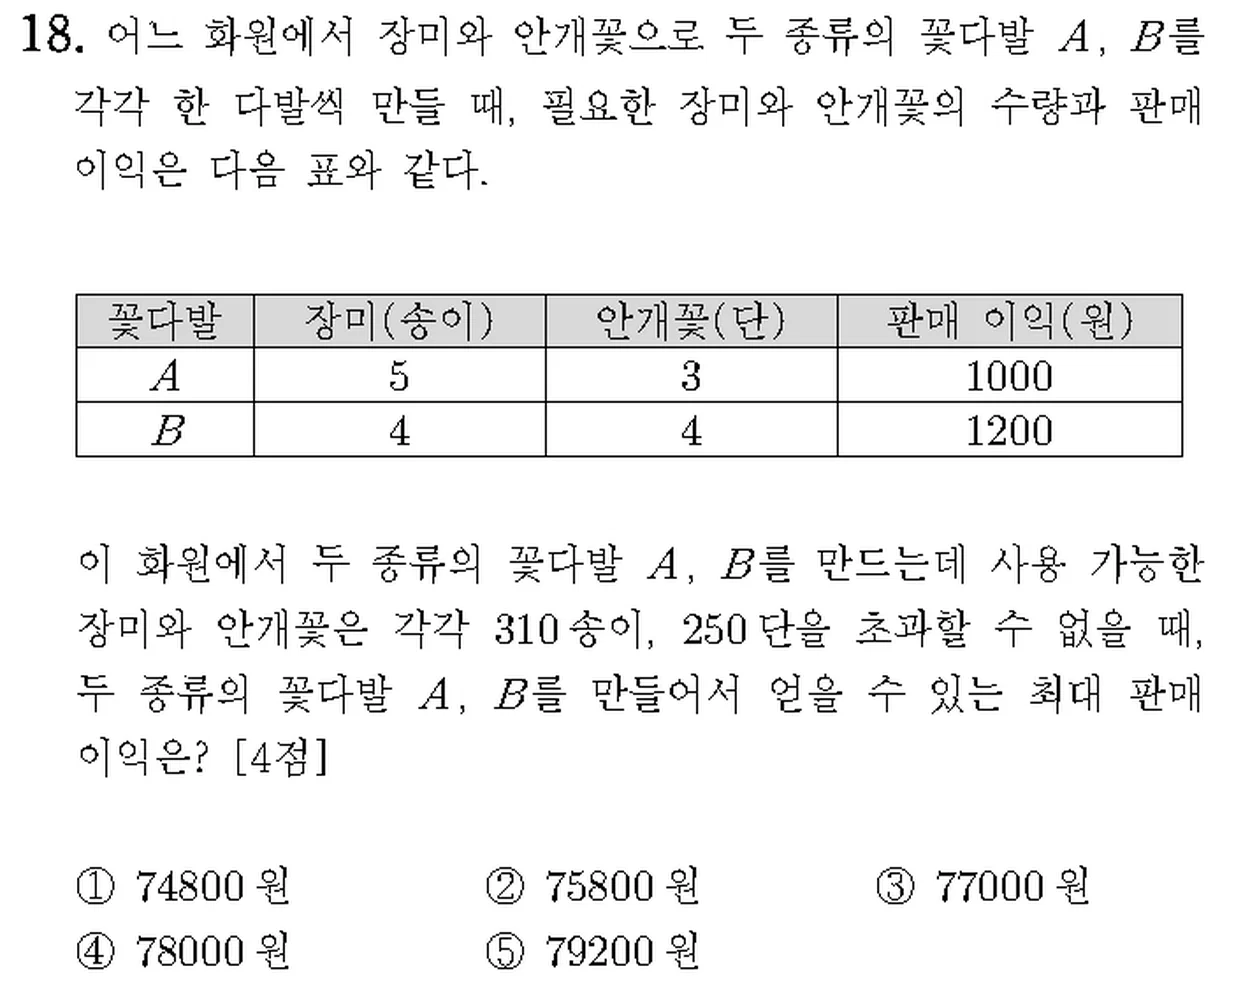 18. 어느 화원에서 장미와 안개꽃으로 두 종류의 꽃다발 A, B를
각각 한 다발씩 만들 때, 필요한 장미와 안개꽃의 수량과 판매
이익은 다음 표와 같다.
꽃다발 장미(송이) 안개꽃(단) 판매 이익(원)
A 5 3 1000
B 4 4 1200
이 화원에서 두 종류의 꽃다발 A, B를 만드는데 사용 가능한
장미와 안개꽃은 각각 310송이, 250단을 초과할 수 없을 때,
두 종류의 꽃다발 A, B를 만들어서 얻을 수 있는 최대 판매
이익은? [4점]
① 74800원 ② 75800원 ③ 77000원
④ 78000원 ⑤ 79200원